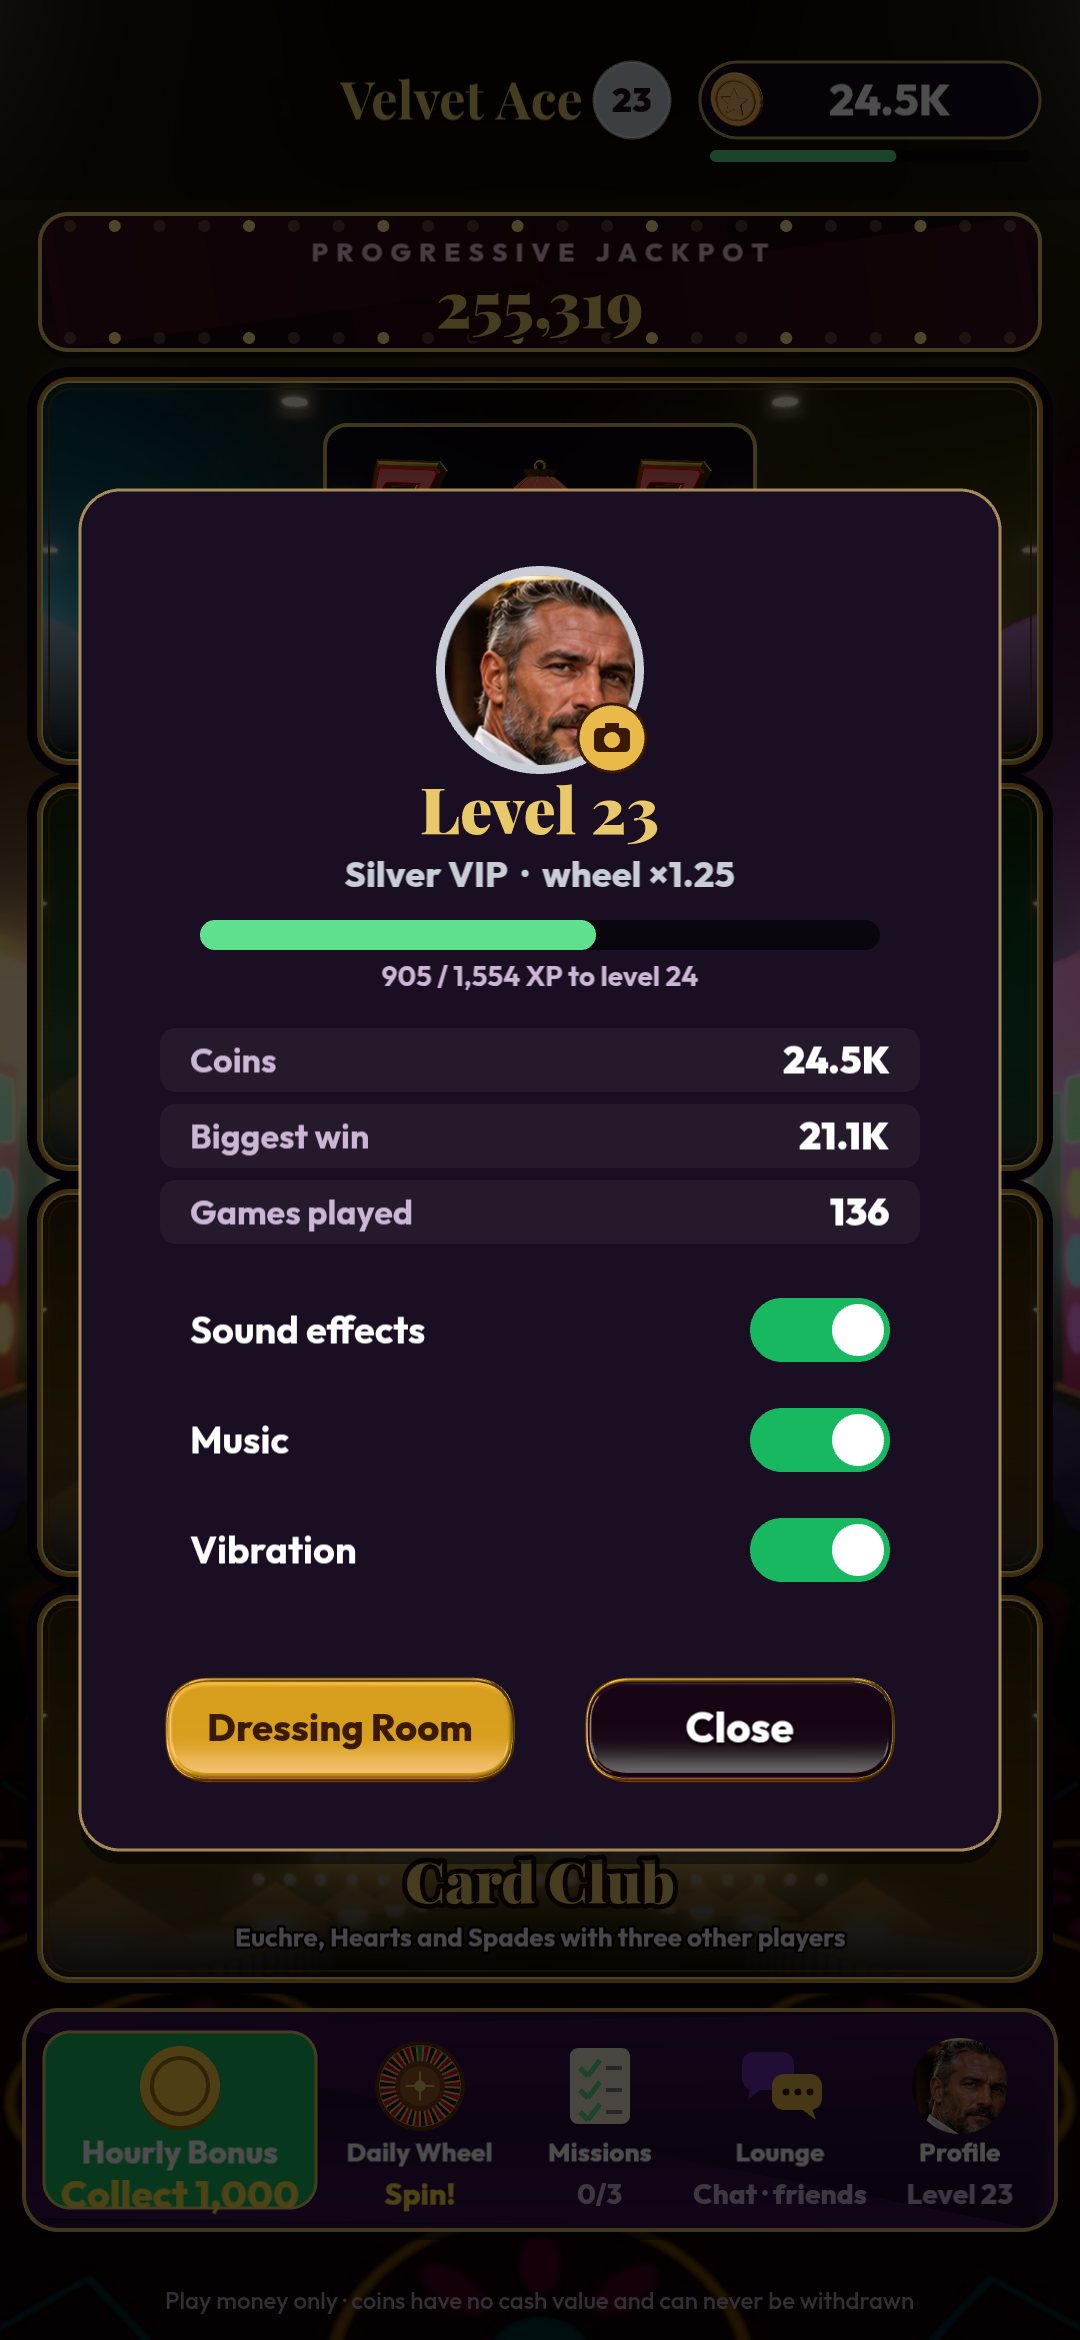 Velvet Ace 23 24.5K
PROGRESSIVE JACKPOT
255,319
Level 23
Silver VIP · wheel ×1.25
905 / 1,554 XP to level 24
Coins 24.5K
Biggest win 21.1K
Games played 136
Sound effects
Music
Vibration
Dressing Room Close
Card Club
Euchre, Hearts and Spades with three other players
Hourly Bonus Daily Wheel Missions Lounge Profile
Collect 1,000 Spin! 0/3 Chat · friends Level 23
Play money only · coins have no cash value and can never be withdrawn